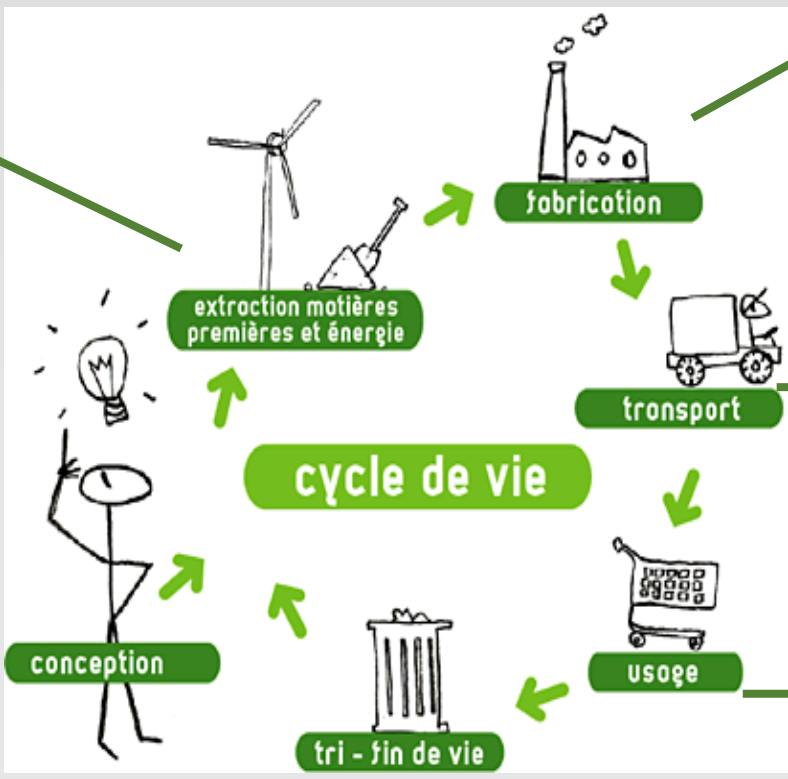 fabrication
extraction matières
premières et énergie
transport
cycle de vie
usage
conception
tri - fin de vie